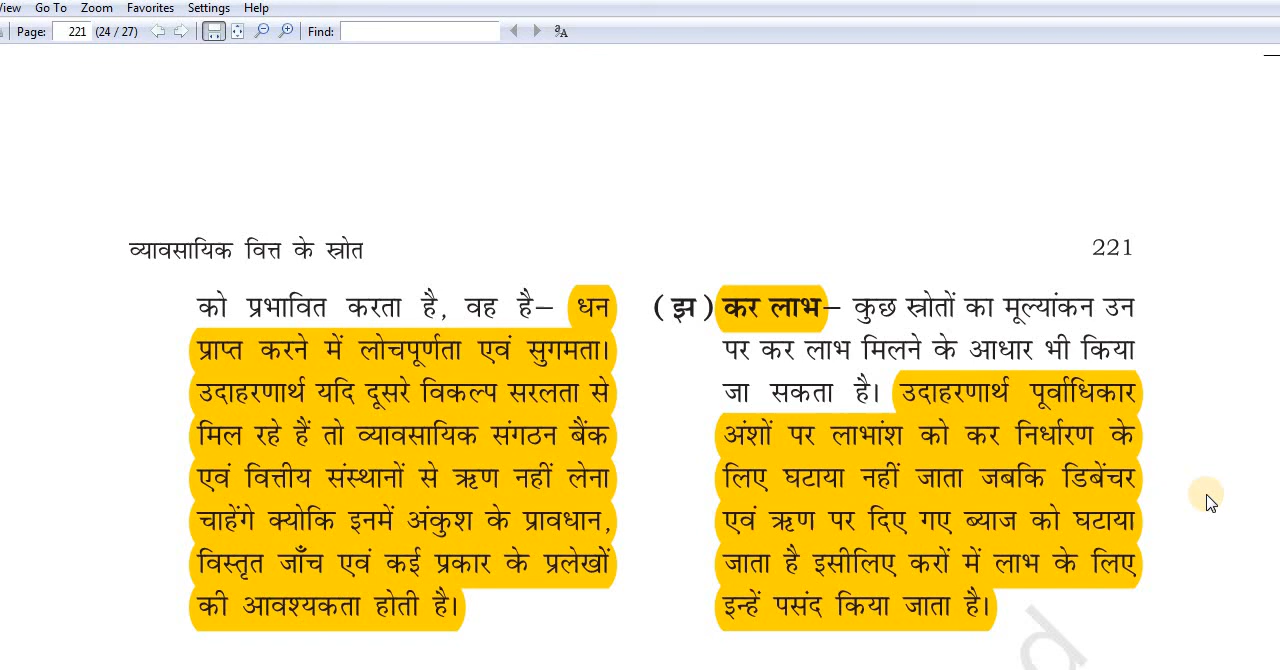 View Go To Zoom Favorites Settings Help
Page: 221 (24 / 27) Find:
व्यावसायिक वित्त के स्रोत 221
को प्रभावित करता है, वह है– धन
प्राप्त करने में लोचपूर्णता एवं सुगमता।
उदाहरणार्थ यदि दूसरे विकल्प सरलता से
मिल रहे हैं तो व्यावसायिक संगठन बैंक
एवं वित्तीय संस्थानों से ऋण नहीं लेना
चाहेंगे क्योकि इनमें अंकुश के प्रावधान,
विस्तृत जाँच एवं कई प्रकार के प्रलेखों
की आवश्यकता होती है।
(झ) कर लाभ– कुछ स्रोतों का मूल्यांकन उन
पर कर लाभ मिलने के आधार भी किया
जा सकता है। उदाहरणार्थ पूर्वाधिकार
अंशों पर लाभांश को कर निर्धारण के
लिए घटाया नहीं जाता जबकि डिबेंचर
एवं ऋण पर दिए गए ब्याज को घटाया
जाता है इसीलिए करों में लाभ के लिए
इन्हें पसंद किया जाता है।